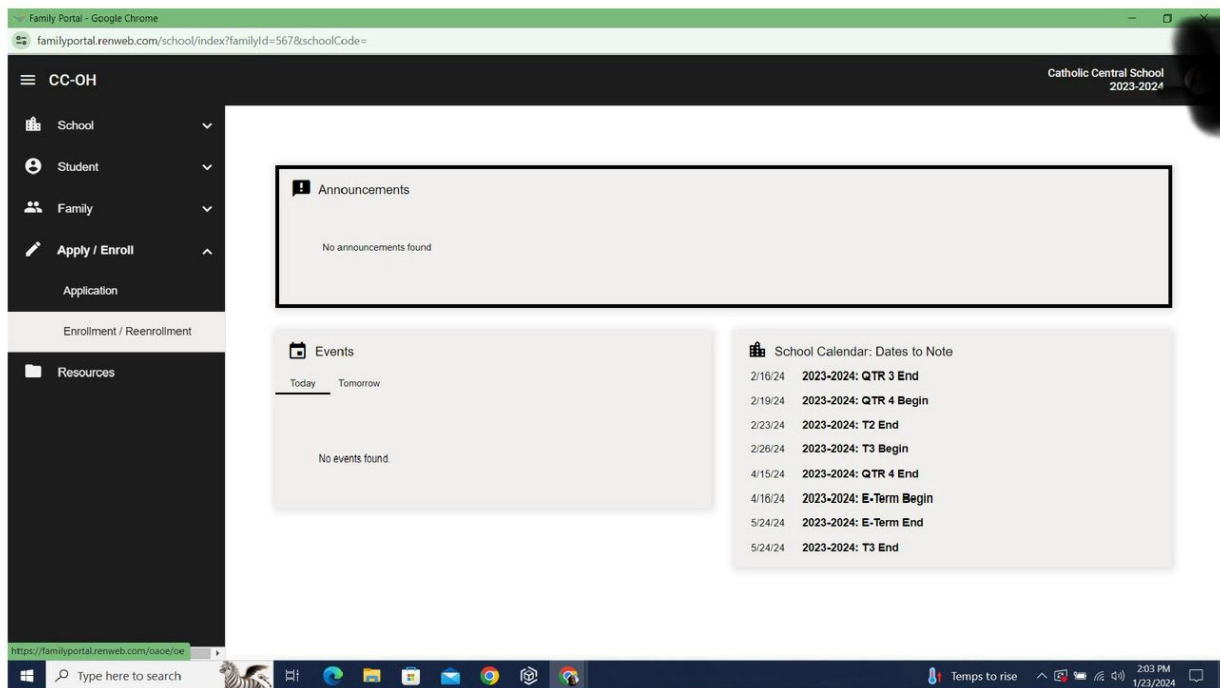 Family Portal - Google Chrome
familyportal.renweb.com/school/index?familyId=567&schoolCode=
CC-OH
Catholic Central School
2023-2024
School
Student
Family
Apply / Enroll
Application
Enrollment / Reenrollment
Resources
Announcements
No announcements found
Events
Today Tomorrow
No events found.
School Calendar: Dates to Note
2/16/24 2023-2024: QTR 3 End
2/19/24 2023-2024: QTR 4 Begin
2/23/24 2023-2024: T2 End
2/26/24 2023-2024: T3 Begin
4/15/24 2023-2024: QTR 4 End
4/16/24 2023-2024: E-Term Begin
5/24/24 2023-2024: E-Term End
5/24/24 2023-2024: T3 End
https://familyportal.renweb.com/oaoe/oe
Type here to search
Temps to rise
2:03 PM
1/23/2024